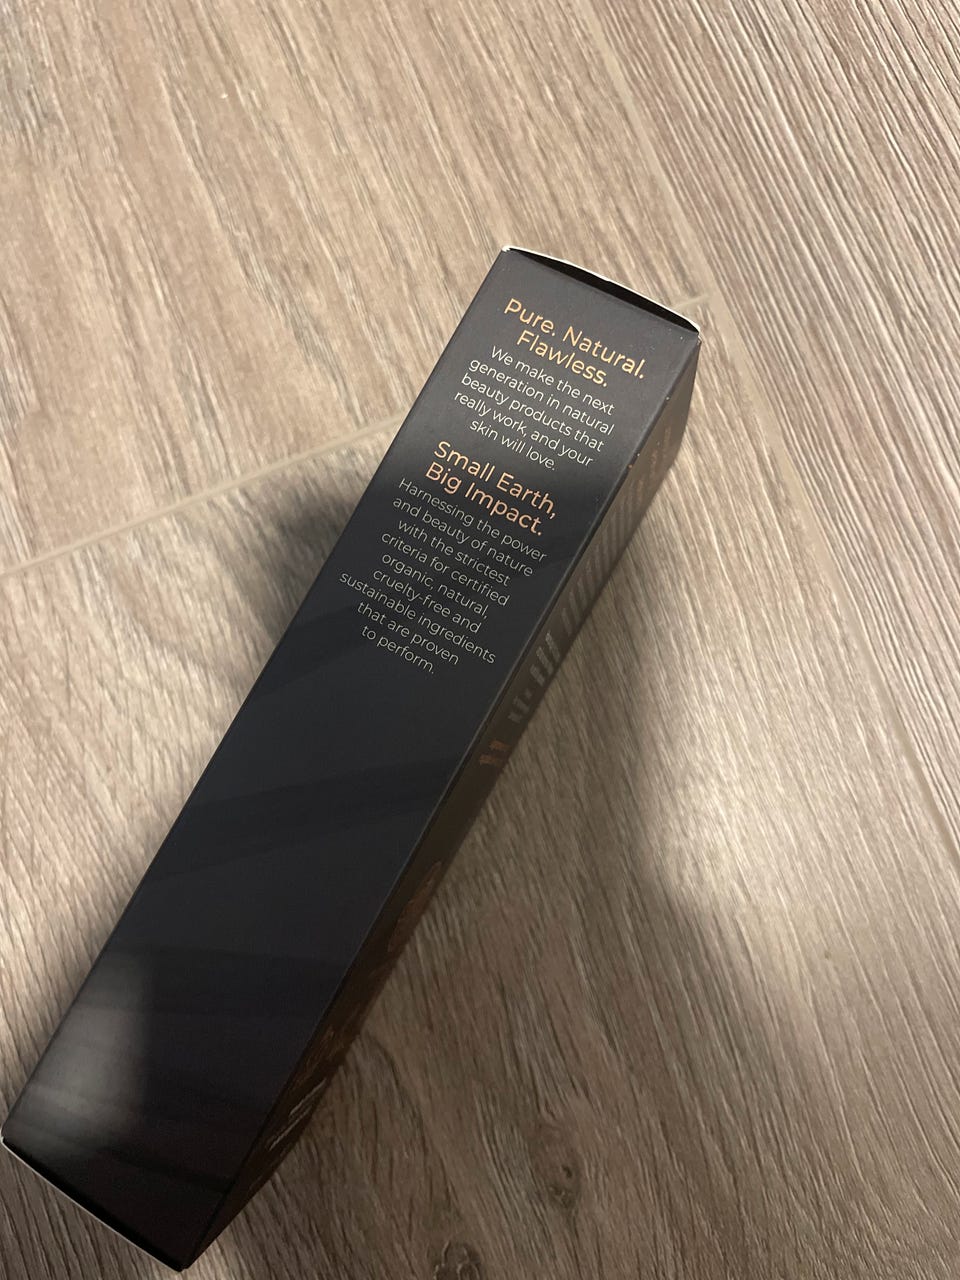 Pure. Natural.
Flawless.
We make the next
generation in natural
beauty products that
really work, and your
skin will love.
Small Earth,
Big Impact.
Harnessing the power
and beauty of nature
with the strictest
criteria for certified
organic, natural,
cruelty-free and
sustainable ingredients
that are proven
to perform.